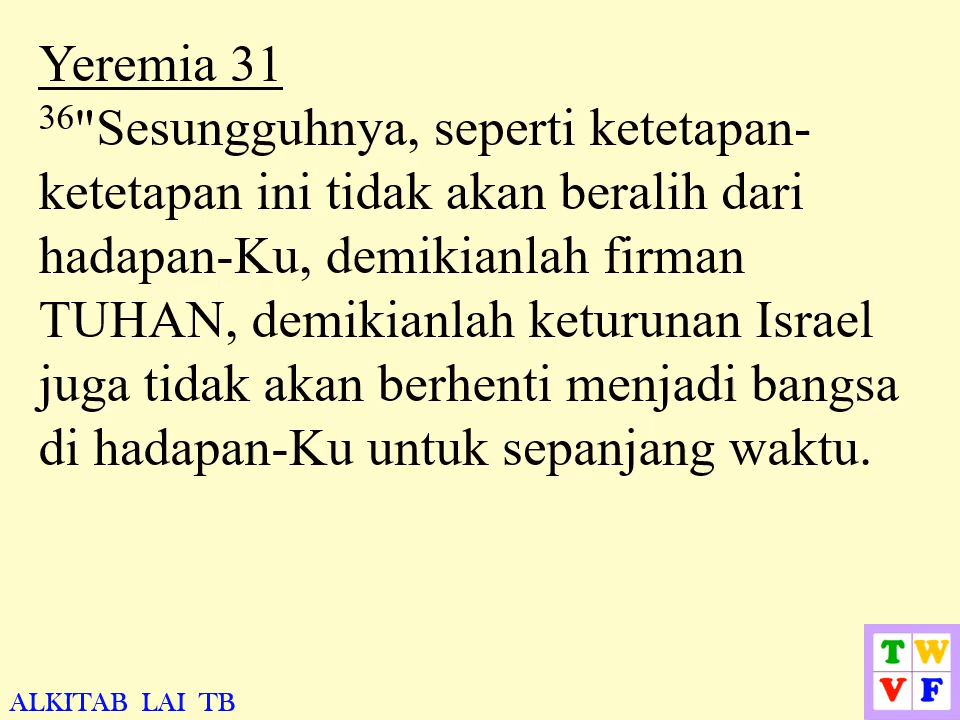 Yeremia 31
36"Sesungguhnya, seperti ketetapan-
ketetapan ini tidak akan beralih dari
hadapan-Ku, demikianlah firman
TUHAN, demikianlah keturunan Israel
juga tidak akan berhenti menjadi bangsa
di hadapan-Ku untuk sepanjang waktu.
T W
V F
ALKITAB LAI TB